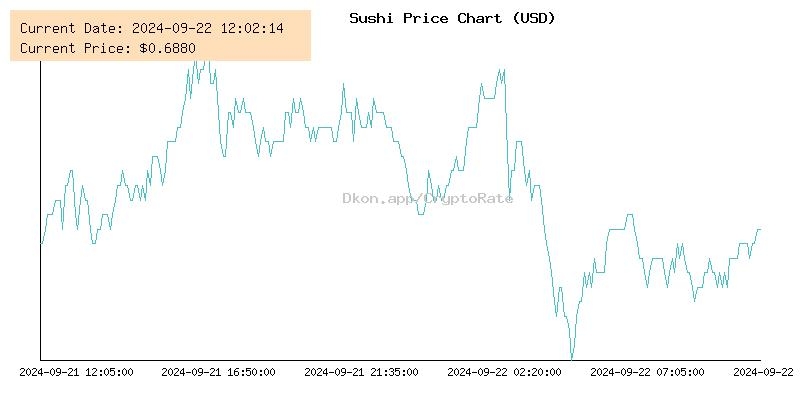 Sushi Price Chart (USD)
Current Date: 2024-09-22 12:02:14
Current Price: $0.6880
Dkon.app/CryptoRate
2024-09-21 12:05:00 2024-09-21 16:50:00 2024-09-21 21:35:00 2024-09-22 02:20:00 2024-09-22 07:05:00 2024-09-22